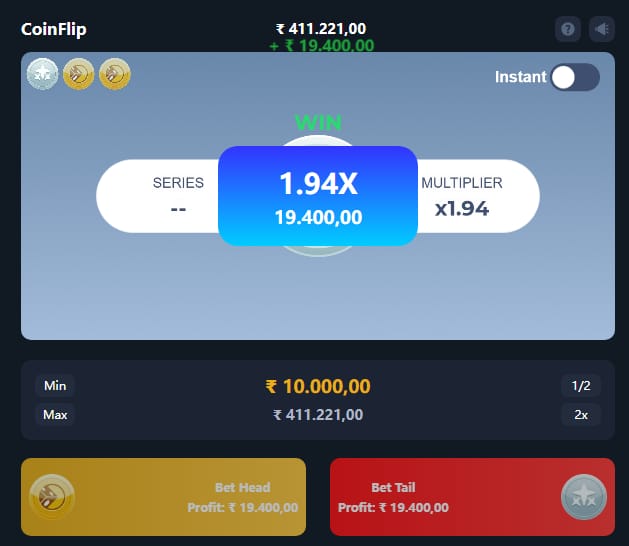 CoinFlip
₹ 411.221,00
+ ₹ 19.400,00
?
Instant
WIN
SERIES
--
1.94X
19.400,00
MULTIPLIER
x1.94
Min
₹ 10.000,00
1/2
Max
₹ 411.221,00
2x
Bet Head
Profit: ₹ 19.400,00
Bet Tail
Profit: ₹ 19.400,00